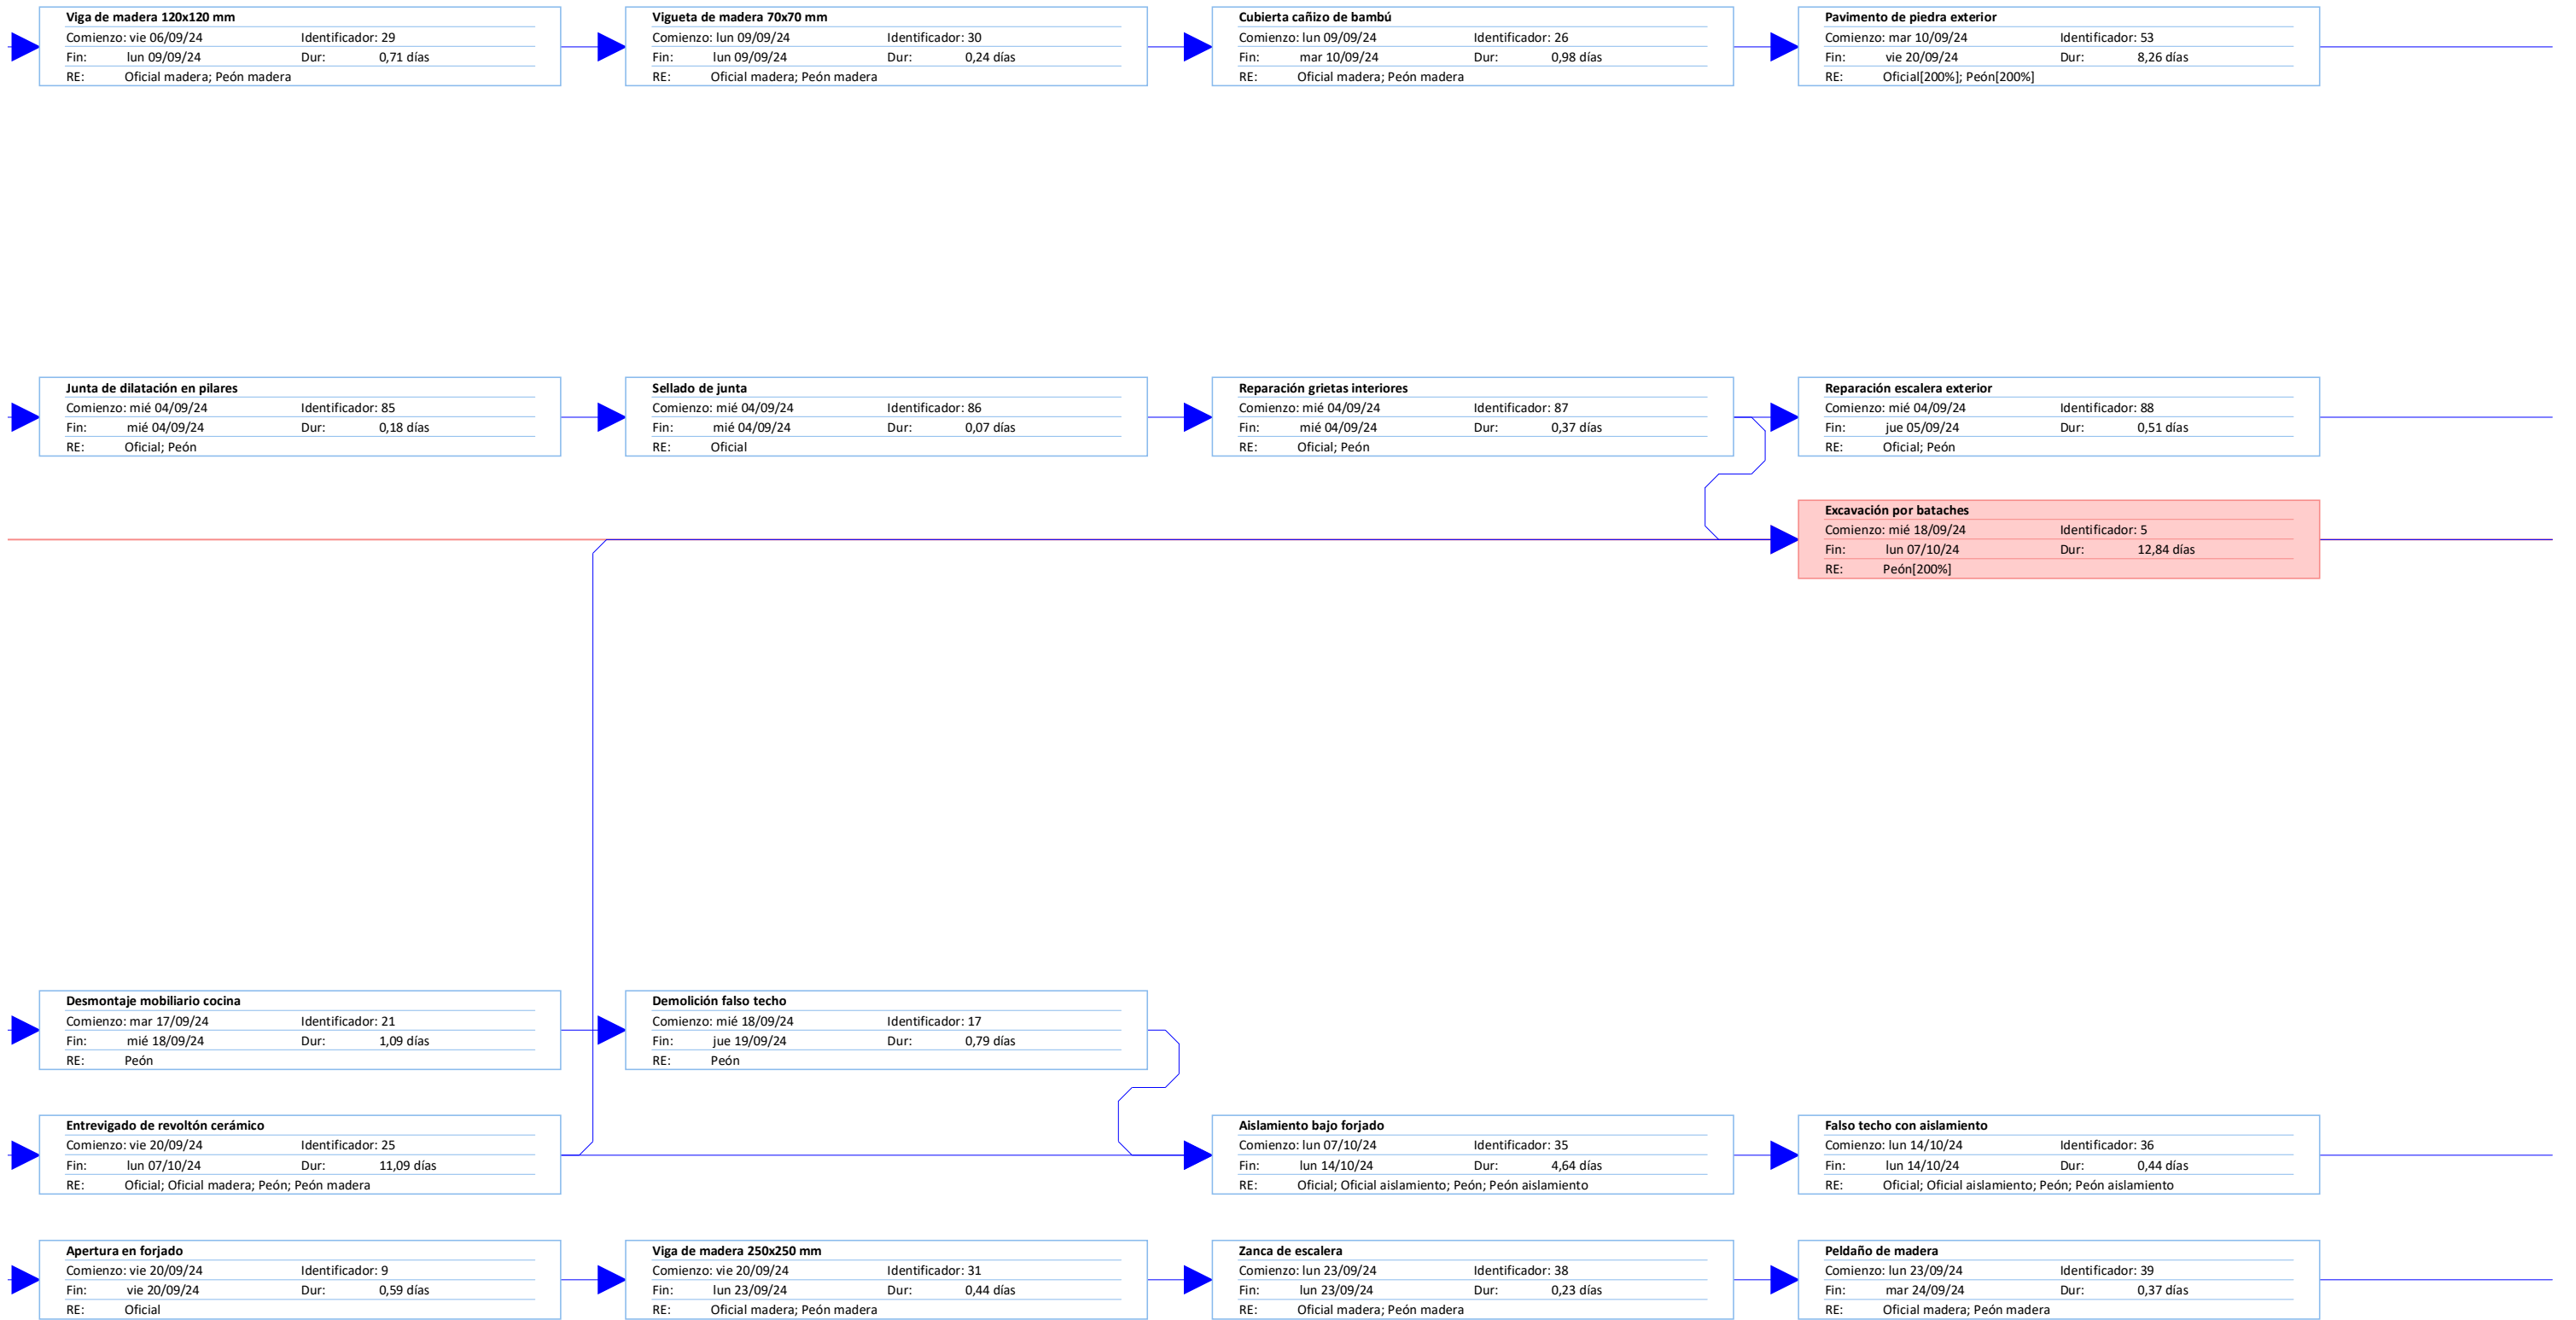 Viga de madera 120x120 mm
Comienzo: vie 06/09/24 Identificador: 29
Fin: lun 09/09/24 Dur: 0,71 días
RE: Oficial madera; Peón madera
Vigueta de madera 70x70 mm
Comienzo: lun 09/09/24 Identificador: 30
Fin: lun 09/09/24 Dur: 0,24 días
RE: Oficial madera; Peón madera
Cubierta cañizo de bambú
Comienzo: lun 09/09/24 Identificador: 26
Fin: mar 10/09/24 Dur: 0,98 días
RE: Oficial madera; Peón madera
Pavimento de piedra exterior
Comienzo: mar 10/09/24 Identificador: 53
Fin: vie 20/09/24 Dur: 8,26 días
RE: Oficial[200%]; Peón[200%]
Junta de dilatación en pilares
Comienzo: mié 04/09/24 Identificador: 85
Fin: mié 04/09/24 Dur: 0,18 días
RE: Oficial; Peón
Sellado de junta
Comienzo: mié 04/09/24 Identificador: 86
Fin: mié 04/09/24 Dur: 0,07 días
RE: Oficial
Reparación grietas interiores
Comienzo: mié 04/09/24 Identificador: 87
Fin: mié 04/09/24 Dur: 0,37 días
RE: Oficial; Peón
Reparación escalera exterior
Comienzo: mié 04/09/24 Identificador: 88
Fin: jue 05/09/24 Dur: 0,51 días
RE: Oficial; Peón
Excavación por bataches
Comienzo: mié 18/09/24 Identificador: 5
Fin: lun 07/10/24 Dur: 12,84 días
RE: Peón[200%]
Desmontaje mobiliario cocina
Comienzo: mar 17/09/24 Identificador: 21
Fin: mié 18/09/24 Dur: 1,09 días
RE: Peón
Demolición falso techo
Comienzo: mié 18/09/24 Identificador: 17
Fin: jue 19/09/24 Dur: 0,79 días
RE: Peón
Entrevigado de revoltón cerámico
Comienzo: vie 20/09/24 Identificador: 25
Fin: lun 07/10/24 Dur: 11,09 días
RE: Oficial; Oficial madera; Peón; Peón madera
Aislamiento bajo forjado
Comienzo: lun 07/10/24 Identificador: 35
Fin: lun 14/10/24 Dur: 4,64 días
RE: Oficial; Oficial aislamiento; Peón; Peón aislamiento
Falso techo con aislamiento
Comienzo: lun 14/10/24 Identificador: 36
Fin: lun 14/10/24 Dur: 0,44 días
RE: Oficial; Oficial aislamiento; Peón; Peón aislamiento
Apertura en forjado
Comienzo: vie 20/09/24 Identificador: 9
Fin: vie 20/09/24 Dur: 0,59 días
RE: Oficial
Viga de madera 250x250 mm
Comienzo: vie 20/09/24 Identificador: 31
Fin: lun 23/09/24 Dur: 0,44 días
RE: Oficial madera; Peón madera
Zanca de escalera
Comienzo: lun 23/09/24 Identificador: 38
Fin: lun 23/09/24 Dur: 0,23 días
RE: Oficial madera; Peón madera
Peldaño de madera
Comienzo: lun 23/09/24 Identificador: 39
Fin: mar 24/09/24 Dur: 0,37 días
RE: Oficial madera; Peón madera